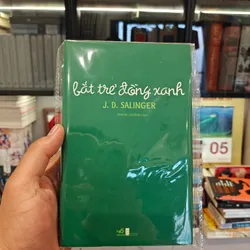 bắt trẻ đồng xanh
J. D. SALINGER
05